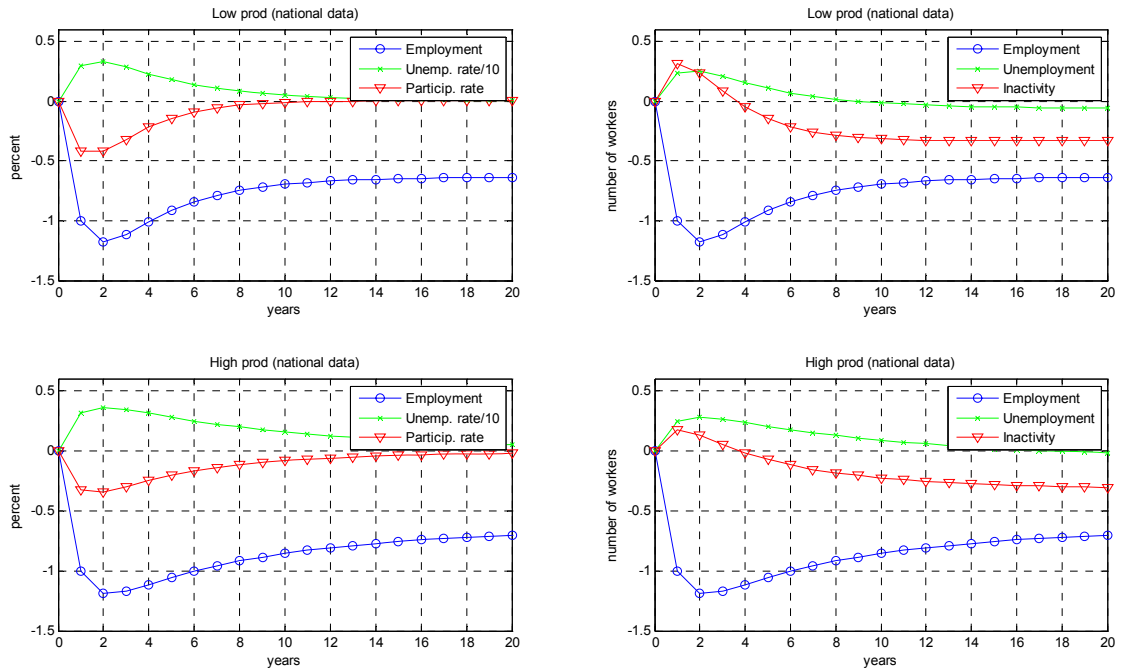 Low prod (national data)
0.5
0
-0.5
-1
-1.5
percent
Employment
Unemp. rate/10
Particip. rate
0 2 4 6 8 10 12 14 16 18 20
years
Low prod (national data)
0.5
0
-0.5
-1
-1.5
number of workers
Employment
Unemployment
Inactivity
0 2 4 6 8 10 12 14 16 18 20
years
High prod (national data)
0.5
0
-0.5
-1
-1.5
percent
Employment
Unemp. rate/10
Particip. rate
0 2 4 6 8 10 12 14 16 18 20
years
High prod (national data)
0.5
0
-0.5
-1
-1.5
number of workers
Employment
Unemployment
Inactivity
0 2 4 6 8 10 12 14 16 18 20
years